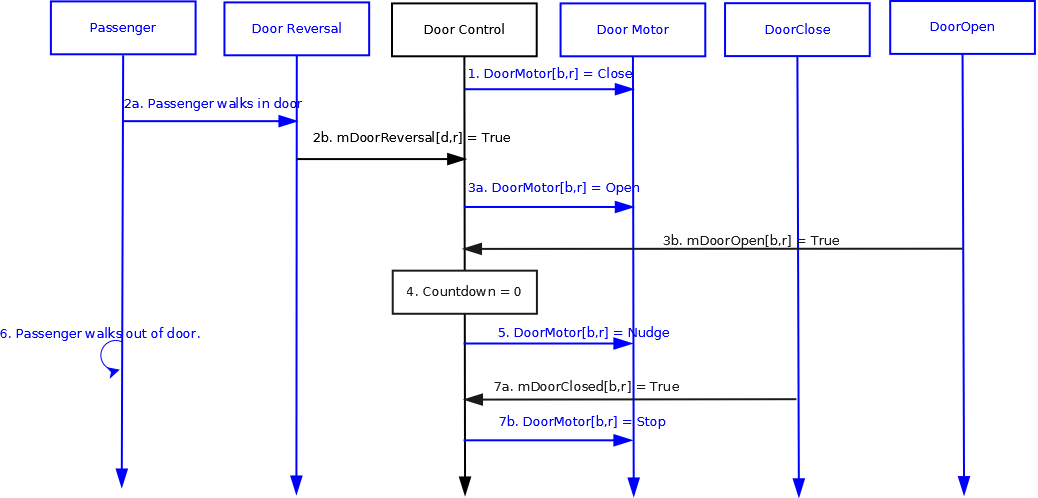 Passenger
Door Reversal
Door Control
Door Motor
DoorClose
DoorOpen
1. DoorMotor[b,r] = Close
2a. Passenger walks in door
2b. mDoorReversal[d,r] = True
3a. DoorMotor[b,r] = Open
3b. mDoorOpen[b,r] = True
4. Countdown = 0
5. DoorMotor[b,r] = Nudge
6. Passenger walks out of door.
7a. mDoorClosed[b,r] = True
7b. DoorMotor[b,r] = Stop